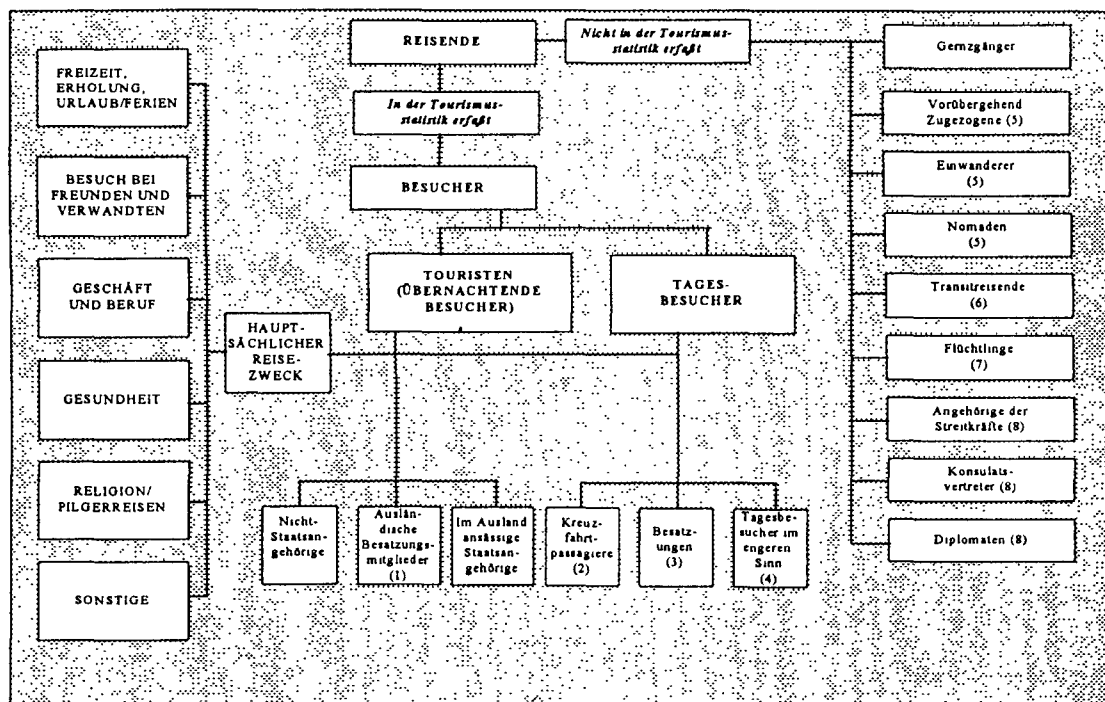 REISENDE
Nicht in der Tourismus-
statistik erfaßt
In der Tourismus-
statistik erfaßt
BESUCHER
TOURISTEN
(ÜBERNACHTENDE
BESUCHER)
TAGES-
BESUCHER
FREIZEIT,
ERHOLUNG,
URLAUB/FERIEN
BESUCH BEI
FREUNDEN UND
VERWANDTEN
GESCHÄFT
UND BERUF
GESUNDHEIT
RELIGION/
PILGERREISEN
SONSTIGE
HAUPT-
SÄCHLICHER
REISE-
ZWECK
Nicht-
Staatsan-
gehörige
Auslän-
dische
Besatzungs-
mitglieder
(1)
Im Ausland
ansässige
Staatsan-
gehörige
Kreuz-
fahrt-
passagiere
(2)
Besatz-
zungen
(3)
Tagesbe-
sucher im
engeren
Sinn
(4)
Gernzgänger
Vorübergehend
Zugezogene (5)
Einwanderer
(5)
Nomaden
(5)
Transitreisende
(6)
Flüchtlinge
(7)
Angehörige der
Streitkräfte (8)
Konsulats-
vertreter (8)
Diplomaten (8)